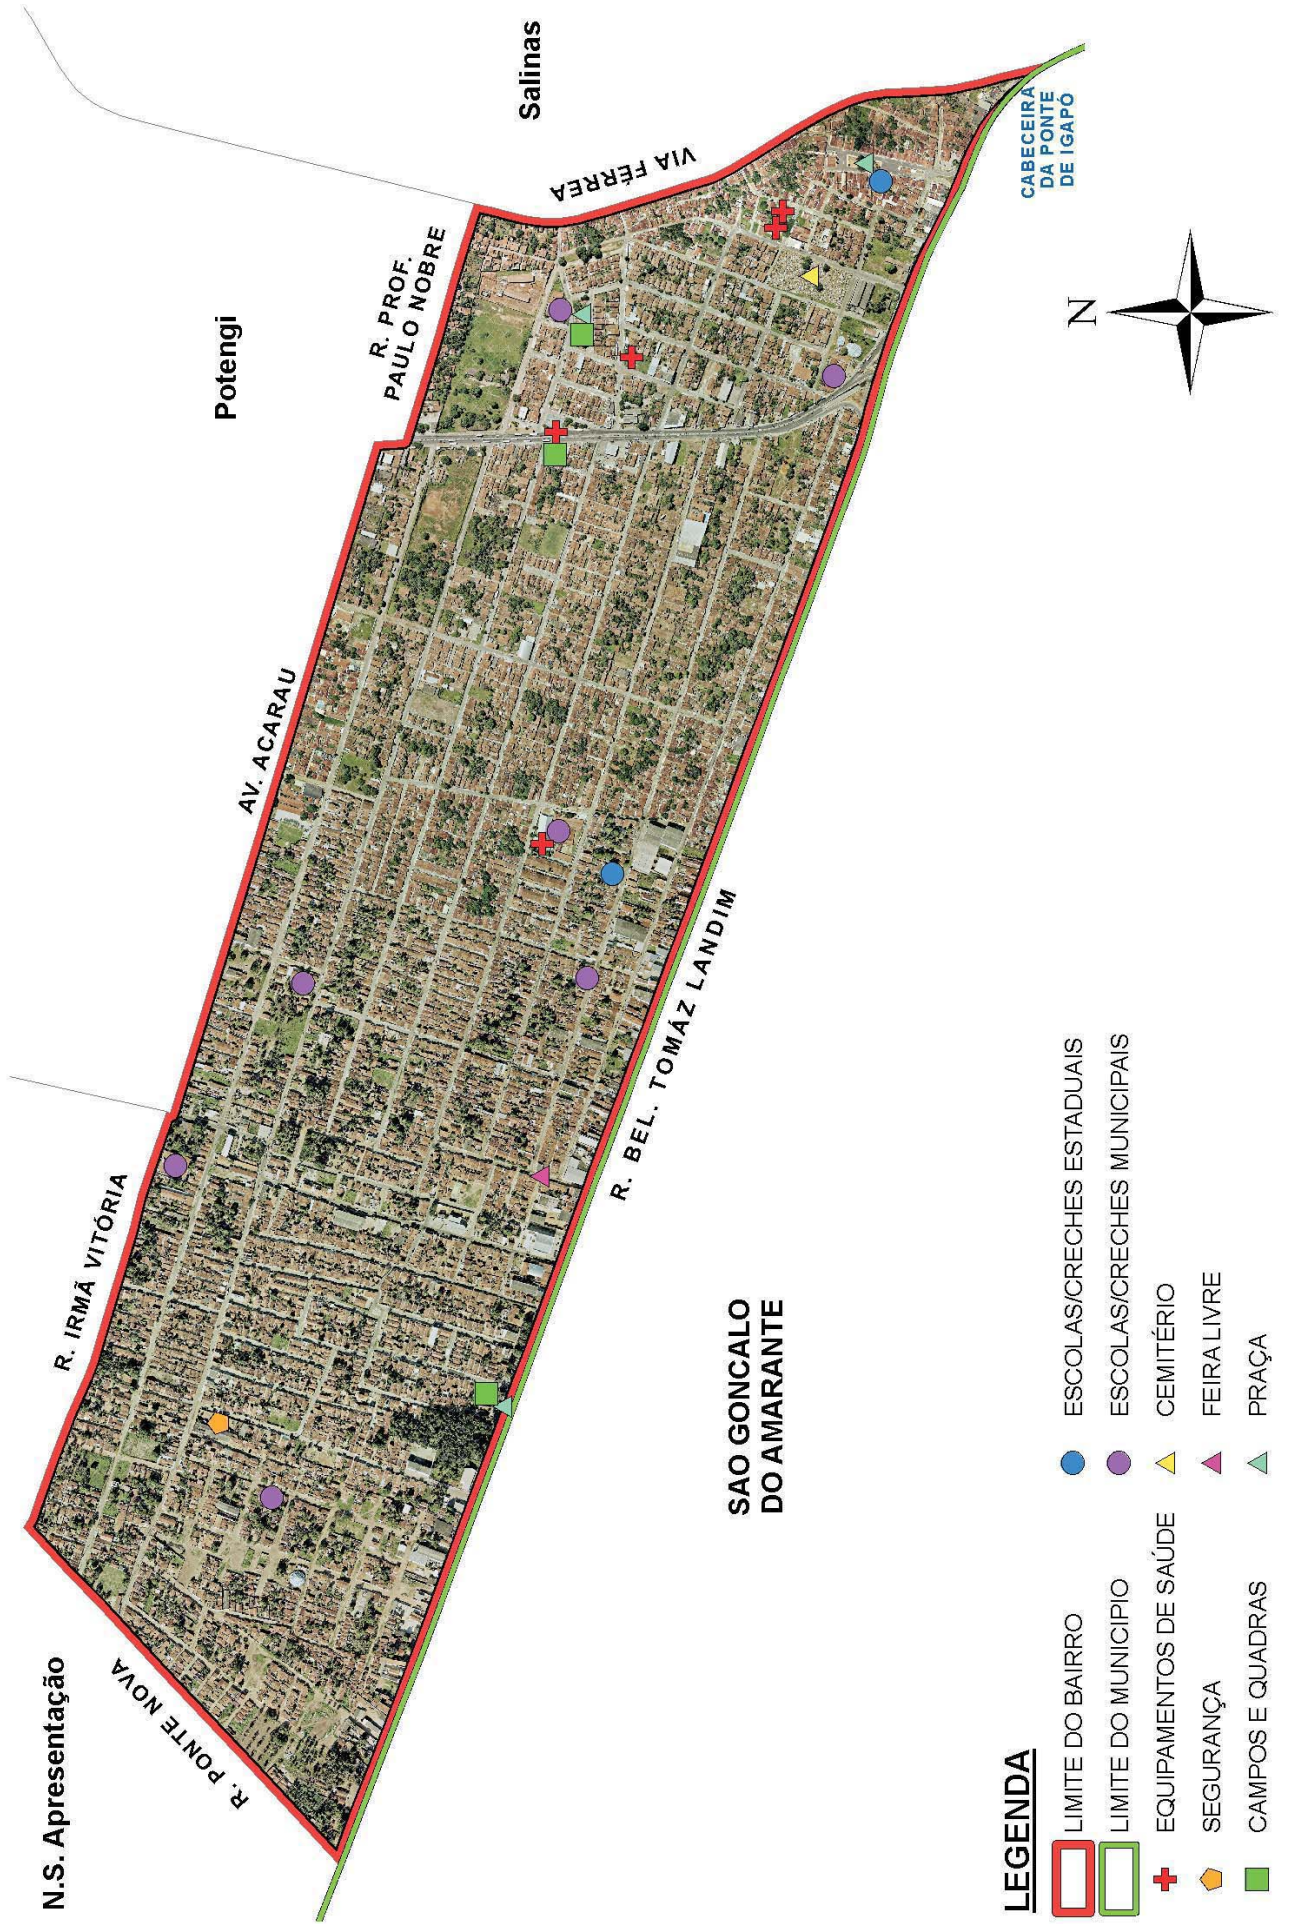 N.S. Apresentação
Potengi
Salinas
R. PONTE NOVA
R. IRMÃ VITÓRIA
AV. ACARAU
R. PROF.
PAULO NOBRE
VIA FÉRREA
R. BEL. TOMÁZ LANDIM
CABECEIRA
DA PONTE
DE IGAPÓ
SAO GONCALO
DO AMARANTE
N
LEGENDA
LIMITE DO BAIRRO
LIMITE DO MUNICIPIO
EQUIPAMENTOS DE SAÚDE
SEGURANÇA
CAMPOS E QUADRAS
ESCOLAS/CRECHES ESTADUAIS
ESCOLAS/CRECHES MUNICIPAIS
CEMITÉRIO
FEIRA LIVRE
PRAÇA